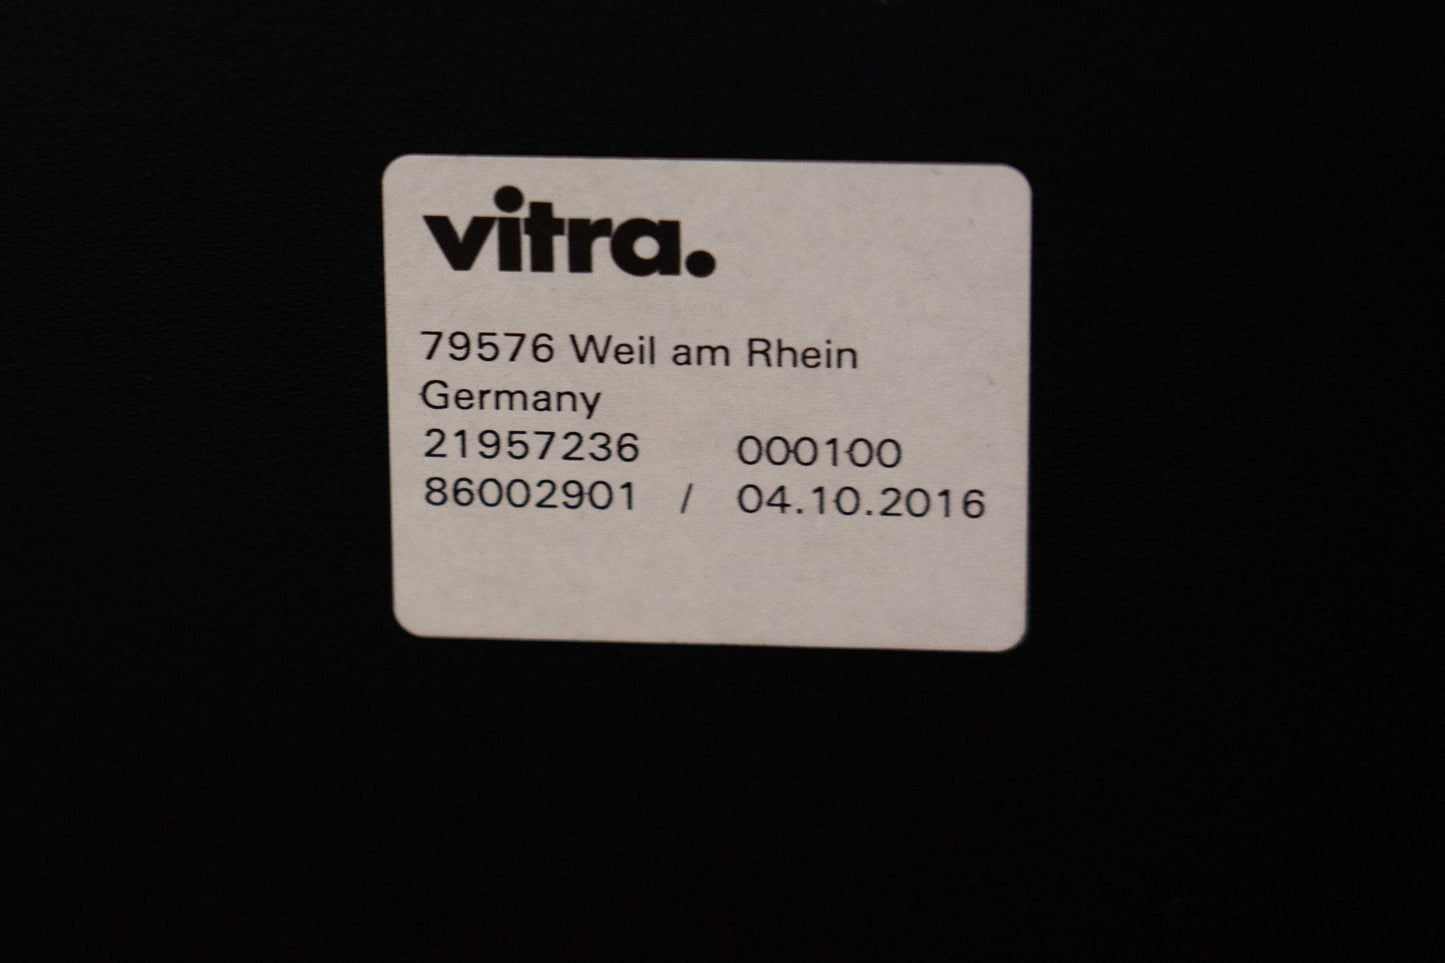 vitra.
79576 Weil am Rhein
Germany
21957236 000100
86002901 / 04.10.2016